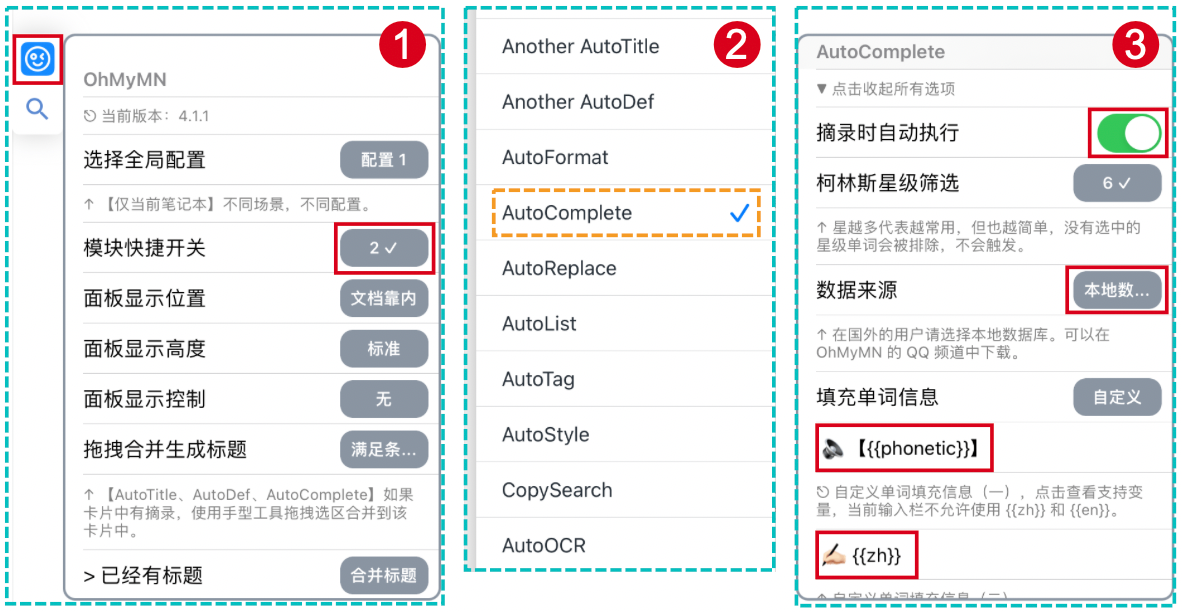 1
OhMyMN
当前版本：4.1.1
选择全局配置
配置 1
↑ 【仅当前笔记本】不同场景，不同配置。
模块快捷开关
2 ✓
面板显示位置
文档靠内
面板显示高度
标准
面板显示控制
无
拖拽合并生成标题
满足条...
↑ 【AutoTitle、AutoDef、AutoComplete】如果
卡片中有摘录，使用手型工具拖拽选区合并到该
卡片中。
> 已经有标题
合并标题
2
Another AutoTitle
Another AutoDef
AutoFormat
AutoComplete
AutoReplace
AutoList
AutoTag
AutoStyle
CopySearch
AutoOCR
3
AutoComplete
▼ 点击收起所有选项
摘录时自动执行
柯林斯星级筛选
6 ✓
↑ 星越多代表越常用，但也越简单，没有选中的
星级单词会被排除，不会触发。
数据来源
本地数...
↑ 在国外的用户请选择本地数据库。可以在
OhMyMN 的 QQ 频道中下载。
填充单词信息
自定义
🔈【{{phonetic}}】
自定义单词填充信息（一），点击查看支持变
量，当前输入栏不允许使用 {{zh}} 和 {{en}}。
✍🏻 {{zh}}
↑ 自定义单词填充信息（二）